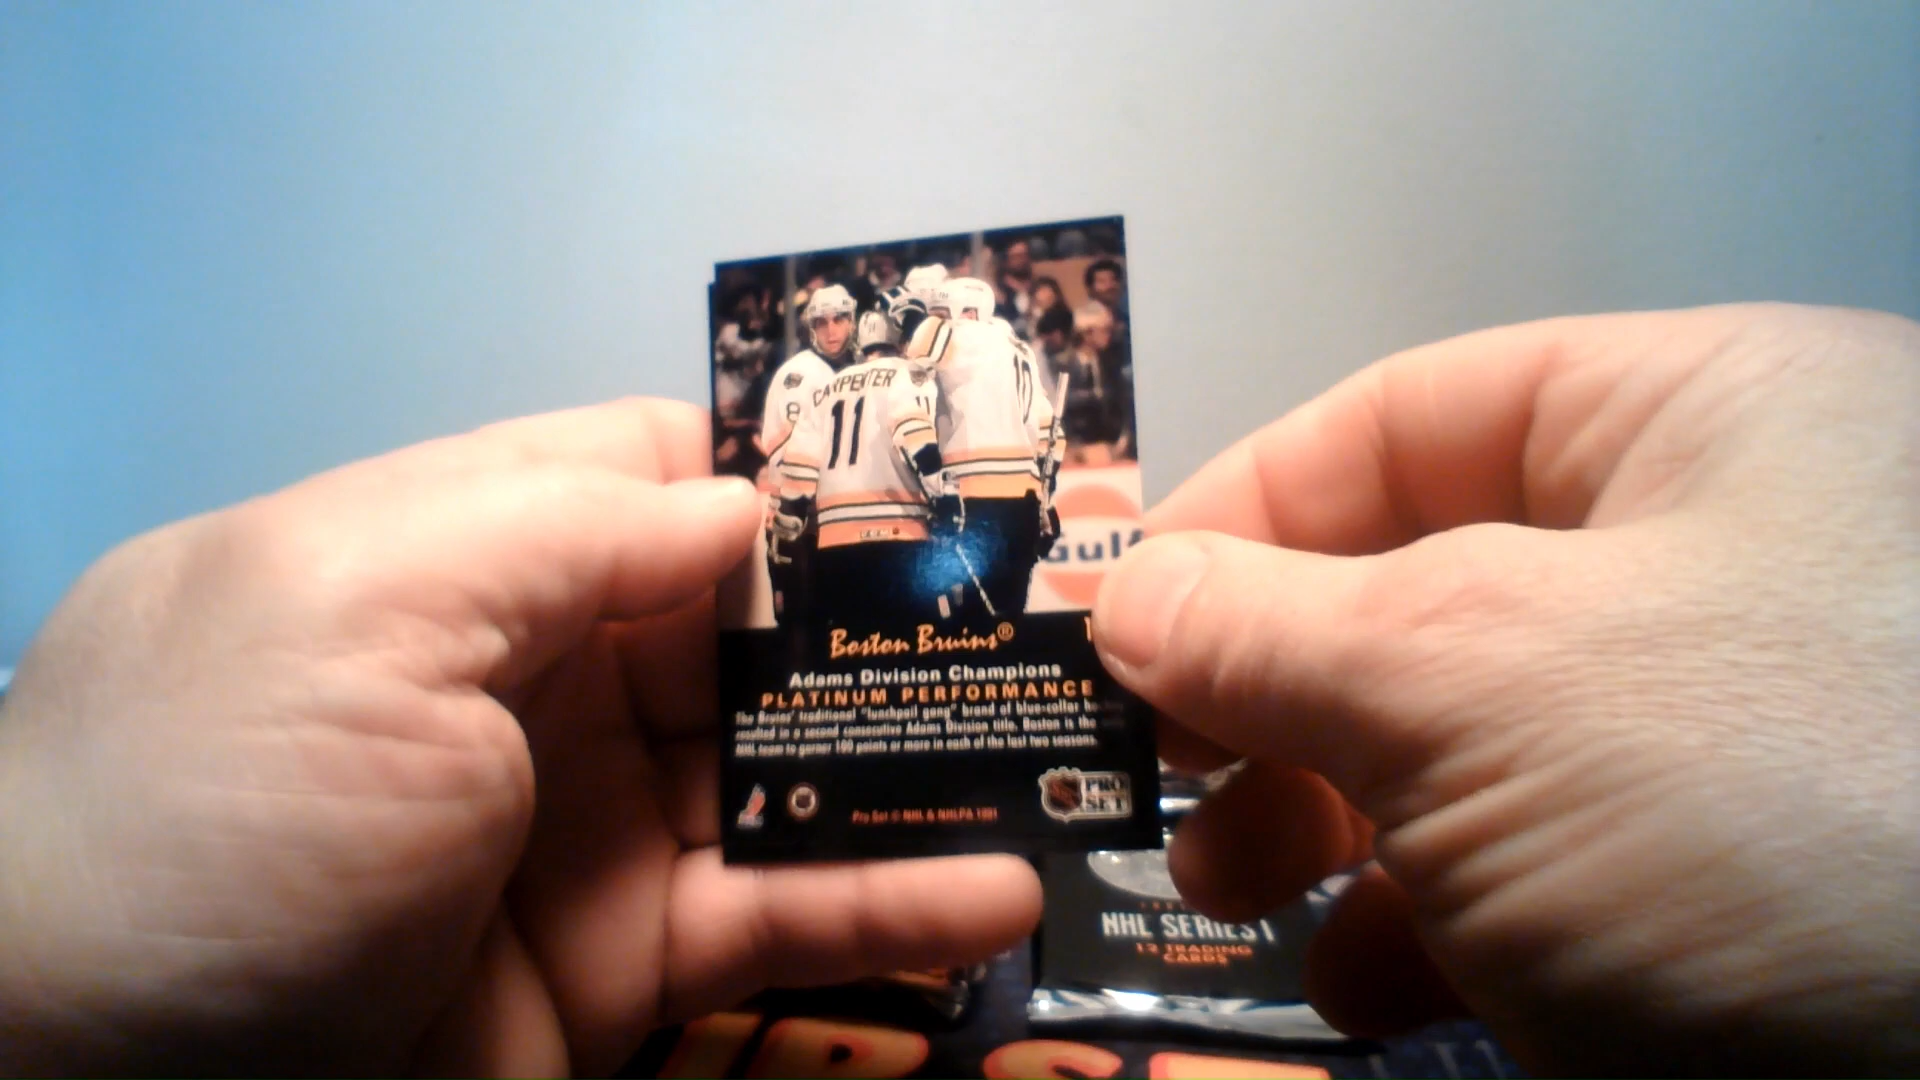 CARPENTER
8
11
11
10
Gulf
Boston Bruins®
Adams Division Champions
PLATINUM PERFORMANCE
The Bruins' traditional "lunchpail gang" brand of blue-collar
resulted in a second consecutive Adams Division title. Boston is the
NHL team to garner 100 points or more in each of the last two seasons.
PRO
SET
Pro Set © NHL & NHLPA 1991
NHL SERIES I
12 TRADING
CARDS